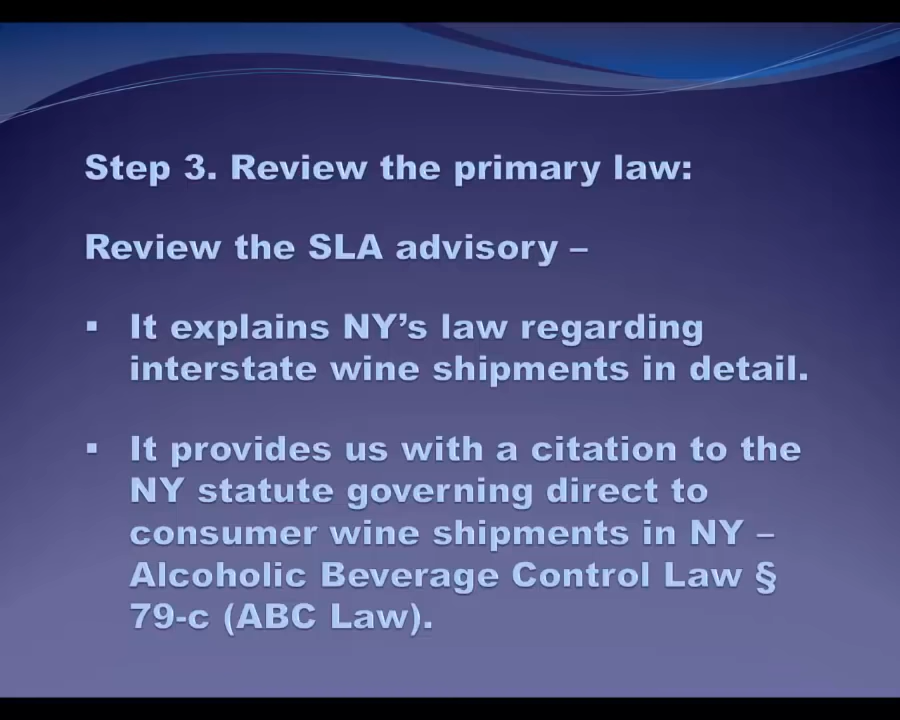 Step 3. Review the primary law:
Review the SLA advisory –
▪ It explains NY’s law regarding
interstate wine shipments in detail.
▪ It provides us with a citation to the
NY statute governing direct to
consumer wine shipments in NY –
Alcoholic Beverage Control Law §
79-c (ABC Law).